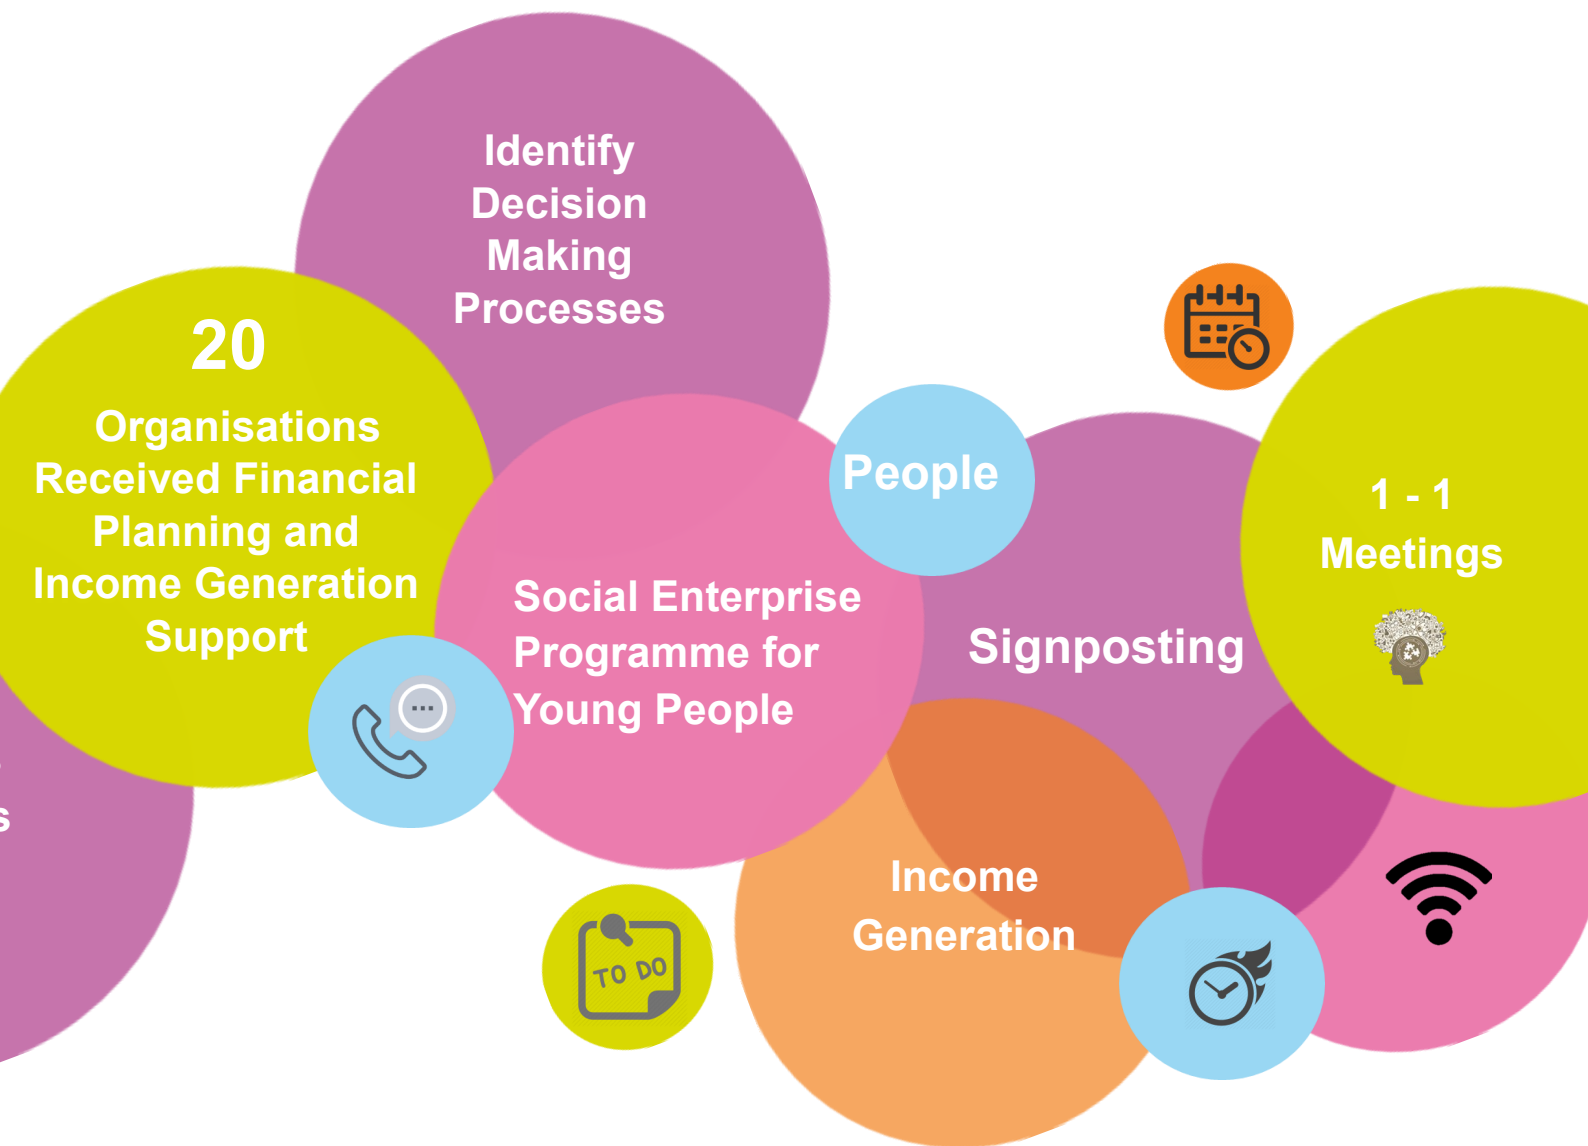 Identify
Decision
Making
Processes
20
Organisations
Received Financial
Planning and
Income Generation
Support
People
1 - 1
Meetings
Social Enterprise
Programme for
Young People
Signposting
Income
Generation
TO DO